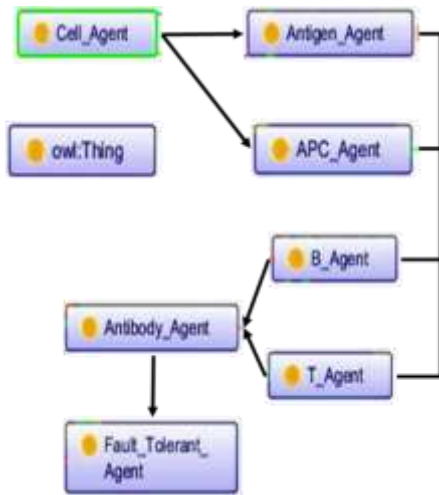 Cell_Agent
Antigen_Agent
owl:Thing
APC_Agent
B_Agent
Antibody_Agent
T_Agent
Fault_Tolerant_
Agent